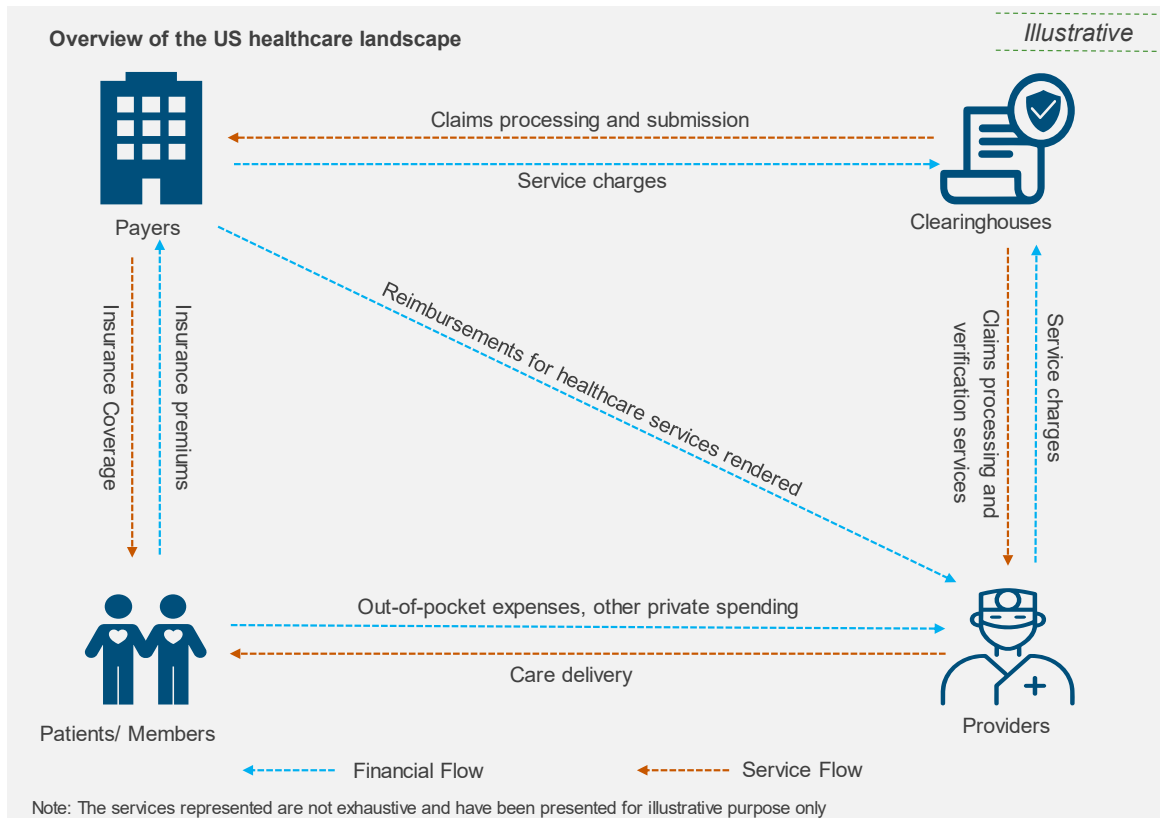 Overview of the US healthcare landscape
Illustrative
Claims processing and submission
Service charges
Payers
Clearinghouses
Insurance Coverage
Insurance premiums
Reimbursements for healthcare services rendered
Claims processing and
verification services
Service charges
Out-of-pocket expenses, other private spending
Care delivery
Patients/ Members
Providers
Financial Flow
Service Flow
Note: The services represented are not exhaustive and have been presented for illustrative purpose only